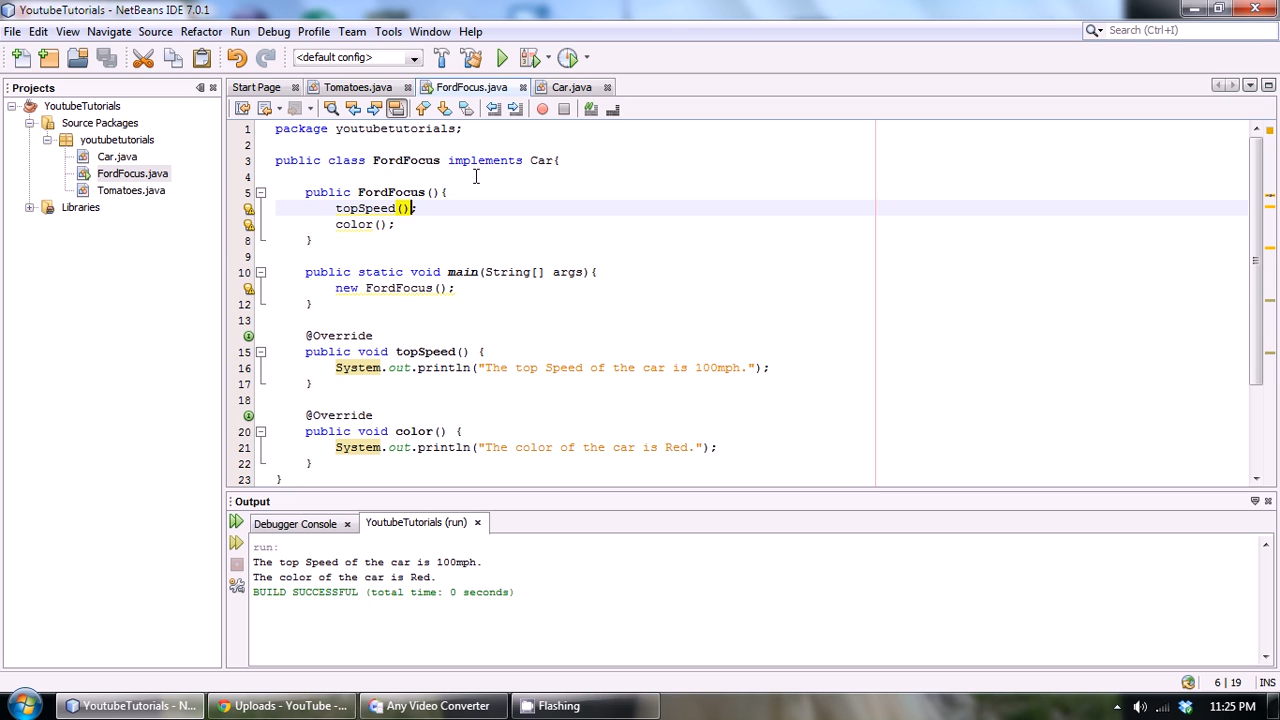 YoutubeTutorials - NetBeans IDE 7.0.1
File Edit View Navigate Source Refactor Run Debug Profile Team Tools Window Help
Search (Ctrl+I)
<default config>
Projects
Start Page Tomatoes.java FordFocus.java Car.java
YoutubeTutorials
Source Packages
youtubetutorials
Car.java
FordFocus.java
Tomatoes.java
Libraries
1 package youtubetutorials;
2
3 public class FordFocus implements Car{
4
5 public FordFocus(){
topSpeed();
color();
8 }
9
10 public static void main(String[] args){
new FordFocus();
12 }
13
@Override
15 public void topSpeed() {
16 System.out.println("The top Speed of the car is 100mph.");
17 }
18
@Override
20 public void color() {
21 System.out.println("The color of the car is Red.");
22 }
23 }
Output
Debugger Console YoutubeTutorials (run)
run:
The top Speed of the car is 100mph.
The color of the car is Red.
BUILD SUCCESSFUL (total time: 0 seconds)
6 | 19 INS
YoutubeTutorials - N... Uploads - YouTube -... Any Video Converter Flashing 11:25 PM